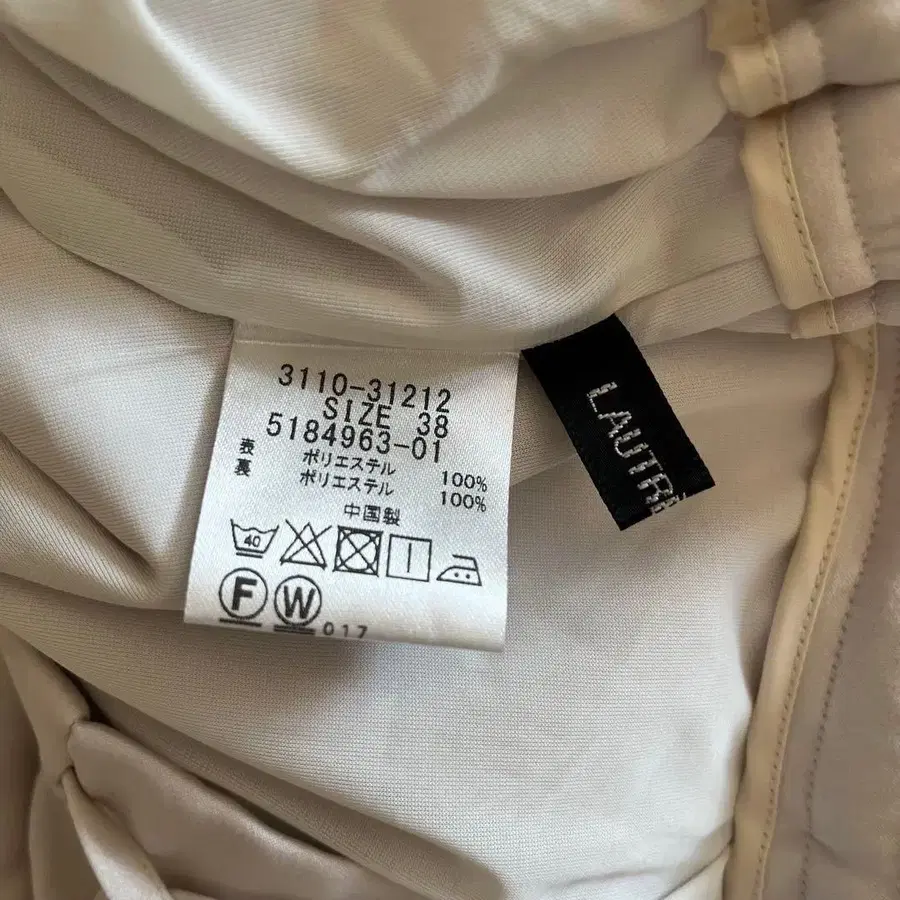 3110-31212
SIZE 38
5184963-01
表 ポリエステル 100%
裏 ポリエステル 100%
中国製
40
F W
017
LAUTRE